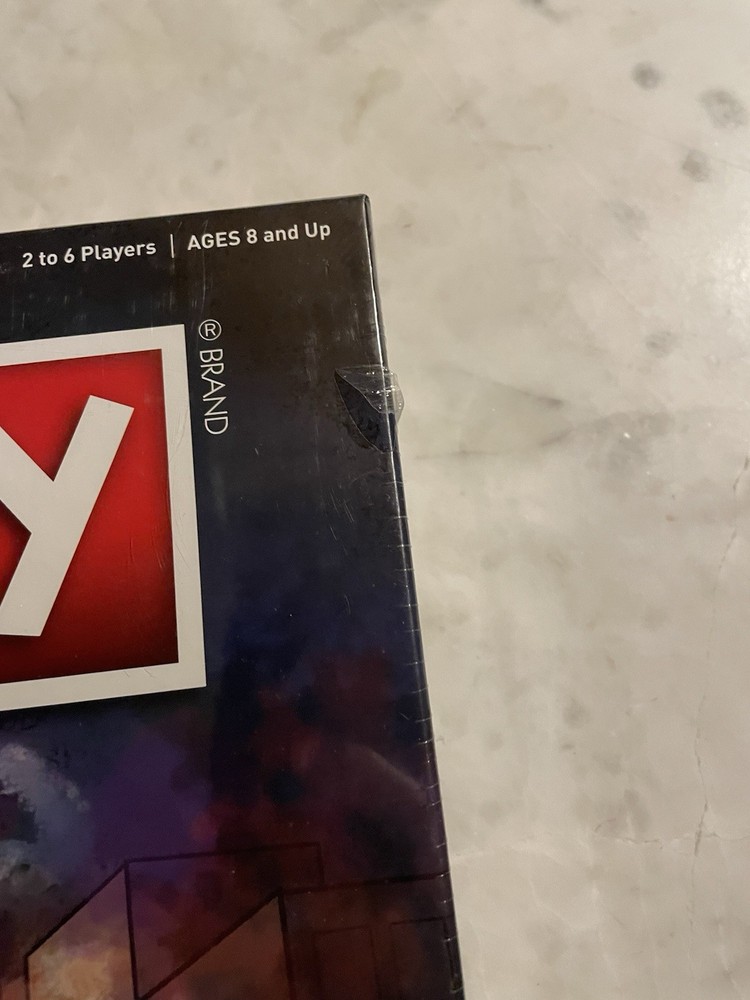 2 to 6 Players | AGES 8 and Up
® BRAND
y